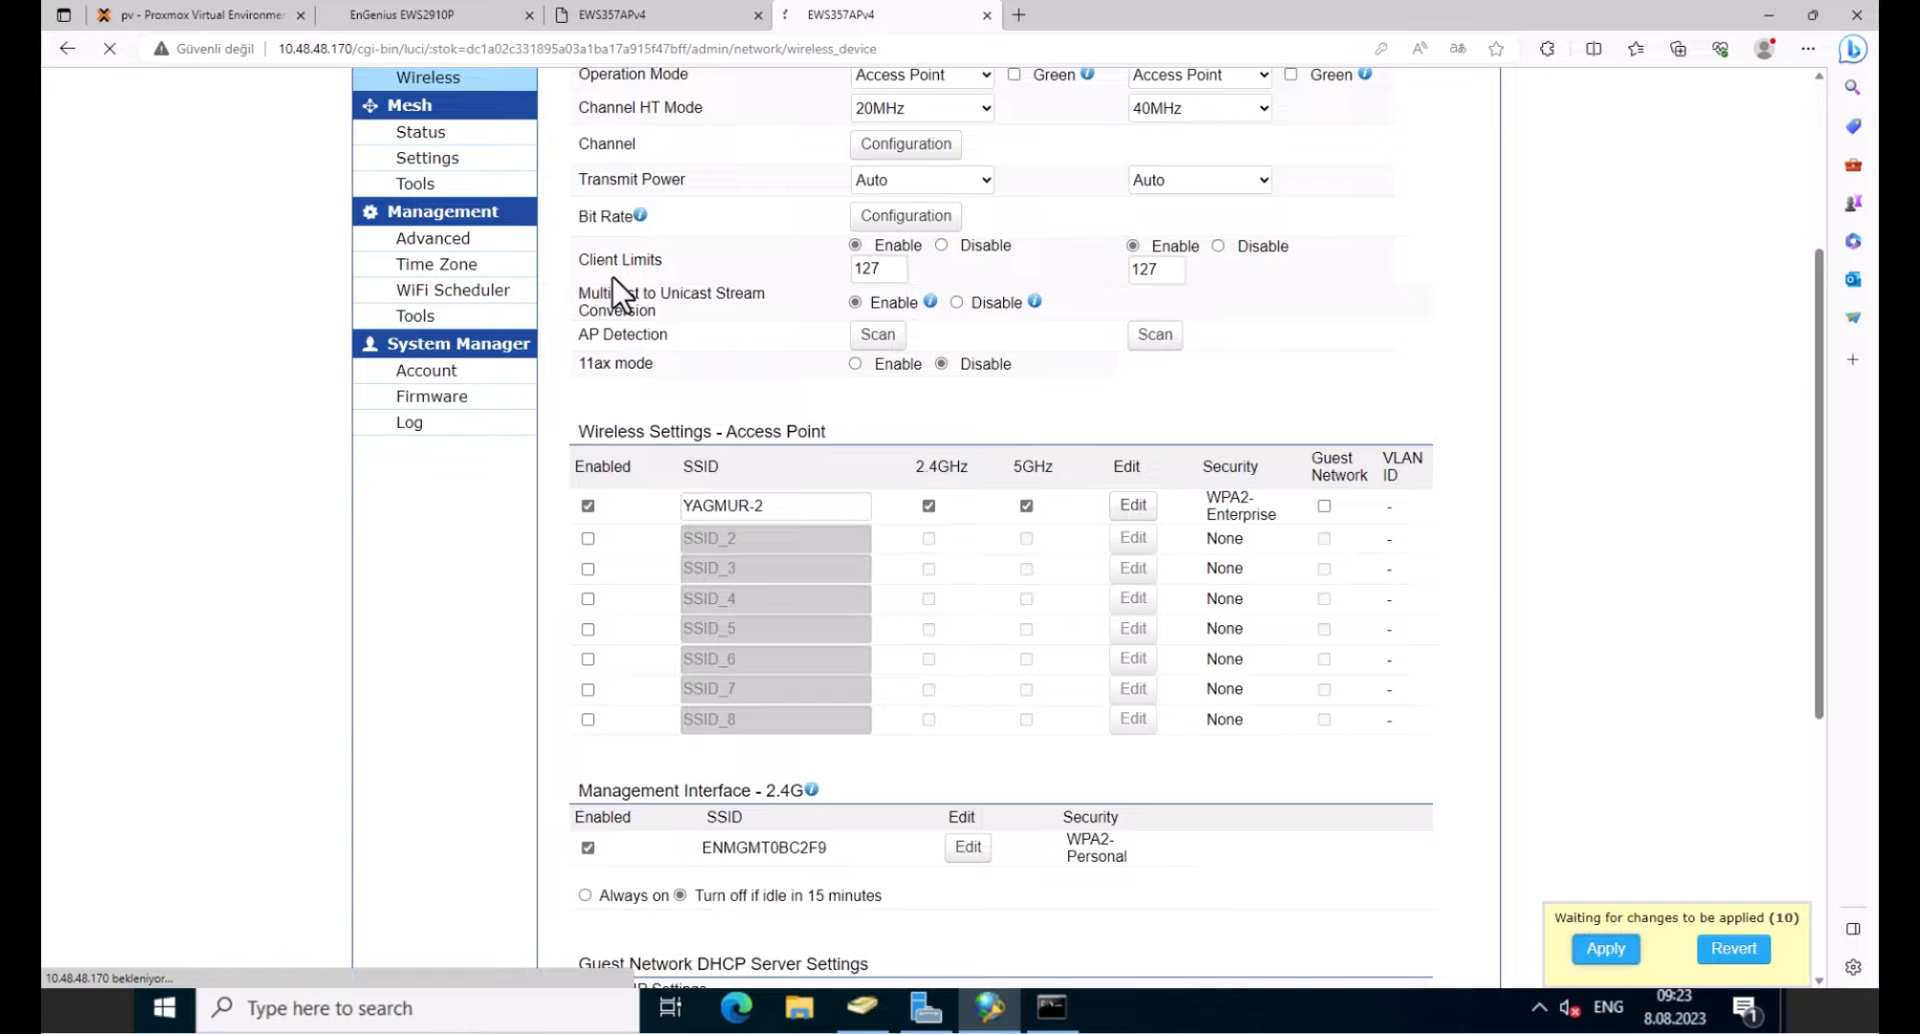 pv - Proxmox Virtual Environmen
EnGenius EWS2910P
EWS357APv4
EWS357APv4
Güvenli değil
10.48.48.170/cgi-bin/luci/;stok=dc1a02c331895a03a1ba17a915f47bff/admin/network/wireless_device
Wireless
Mesh
Status
Settings
Tools
Management
Advanced
Time Zone
WiFi Scheduler
Tools
System Manager
Account
Firmware
Log
Operation Mode Access Point Green Access Point Green
Channel HT Mode 20MHz 40MHz
Channel Configuration
Transmit Power Auto Auto
Bit Rate Configuration
Client Limits Enable Disable Enable Disable
127 127
to Unicast Stream Enable Disable
AP Detection Scan Scan
11ax mode Enable Disable
Wireless Settings - Access Point
Enabled SSID 2.4GHz 5GHz Edit Security Guest Network VLAN ID
YAGMUR-2 Edit WPA2-Enterprise -
SSID_2 Edit None -
SSID_3 Edit None -
SSID_4 Edit None -
SSID_5 Edit None -
SSID_6 Edit None -
SSID_7 Edit None -
SSID_8 Edit None -
Management Interface - 2.4G
Enabled SSID Edit Security
ENMGMT0BC2F9 Edit WPA2-Personal
Always on Turn off if idle in 15 minutes
Guest Network DHCP Server Settings
Waiting for changes to be applied (10)
Apply Revert
10.48.48.170 bekleniyor...
Type here to search
ENG
09:23
8.08.2023
1